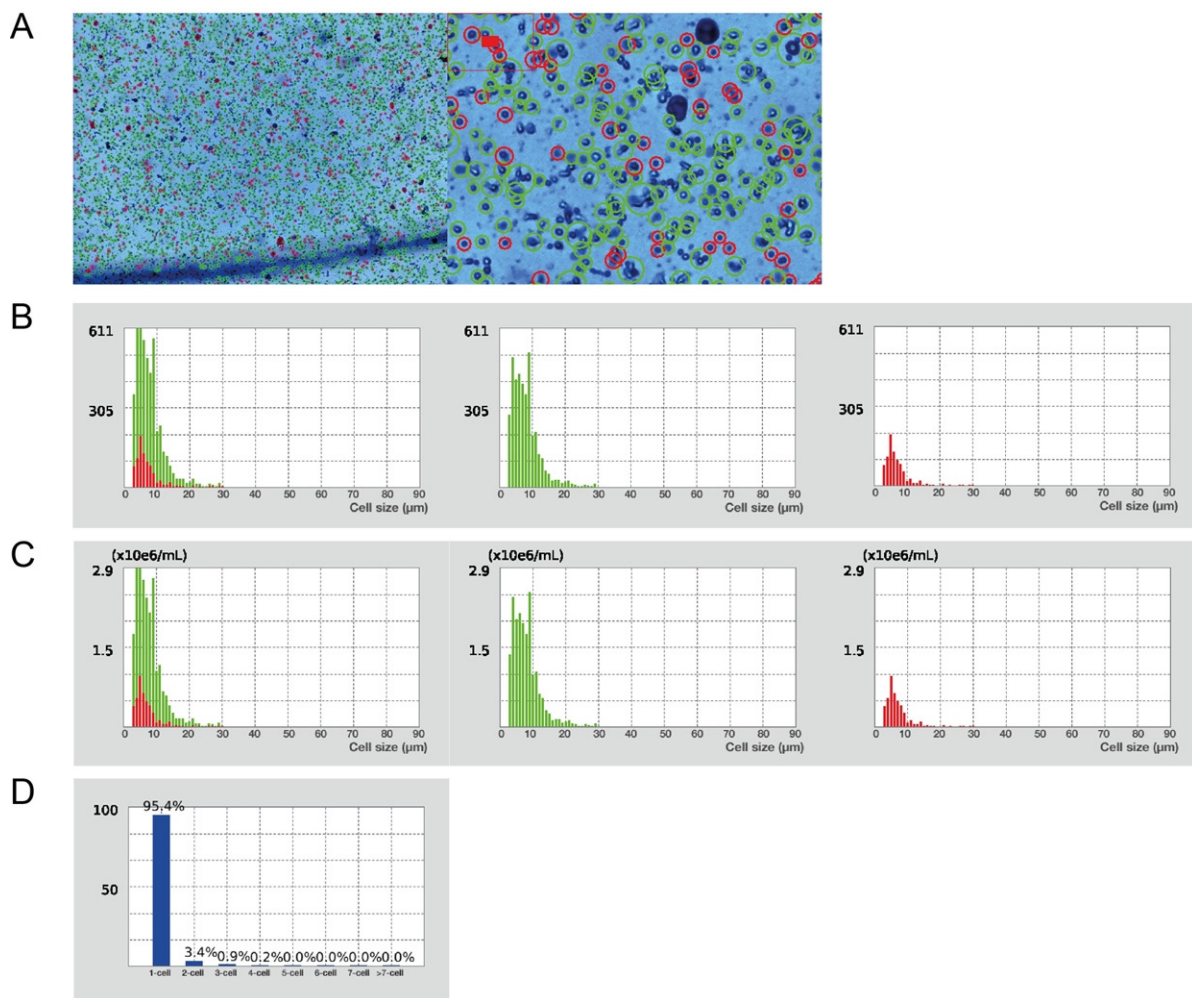 A
B
611 611 611
305 305 305
0 10 20 30 40 50 60 70 80 90 0 10 20 30 40 50 60 70 80 90 0 10 20 30 40 50 60 70 80 90
Cell size (µm) Cell size (µm) Cell size (µm)
C
(x10e6/mL) (x10e6/mL) (x10e6/mL)
2.9 2.9 2.9
1.5 1.5 1.5
0 10 20 30 40 50 60 70 80 90 0 10 20 30 40 50 60 70 80 90 0 10 20 30 40 50 60 70 80 90
Cell size (µm) Cell size (µm) Cell size (µm)
D
100
95.4%
50
3.4% 0.9% 0.2% 0.0% 0.0% 0.0% 0.0%
1-cell 2-cell 3-cell 4-cell 5-cell 6-cell 7-cell >7-cell